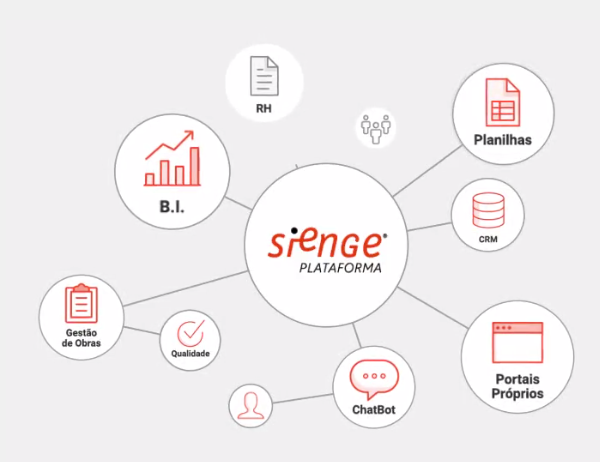 RH
Planilhas
B.I.
CRM
sienge®
PLATAFORMA
Gestão
de Obras
Qualidade
Portais
Próprios
ChatBot